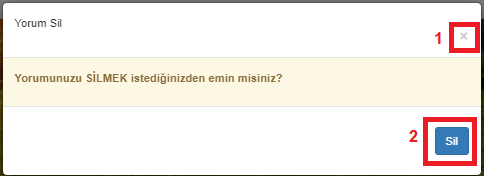 Yorum Sil
1 ×
Yorumunuzu SİLMEK istediğinizden emin misiniz?
2 Sil